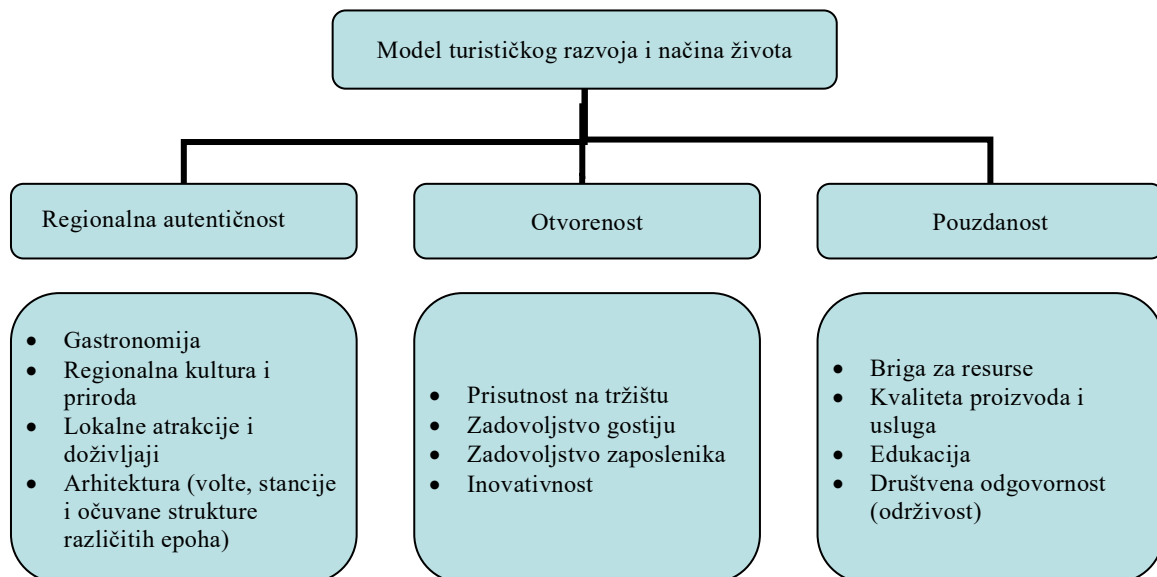 Model turističkog razvoja i načina života
Regionalna autentičnost
Otvorenost
Pouzdanost
• Gastronomija
• Regionalna kultura i
priroda
• Lokalne atrakcije i
doživljaji
• Arhitektura (volte, stancije
i očuvane strukture
različitih epoha)
• Prisutnost na tržištu
• Zadovoljstvo gostiju
• Zadovoljstvo zaposlenika
• Inovativnost
• Briga za resurse
• Kvaliteta proizvoda i
usluga
• Edukacija
• Društvena odgovornost
(održivost)